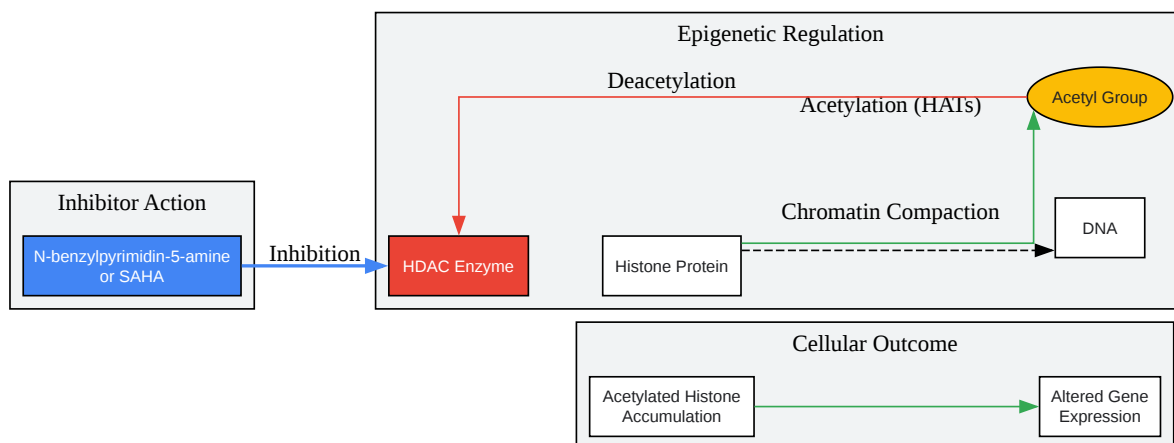 Epigenetic Regulation
Deacetylation
Acetylation (HATs)
Acetyl Group
Inhibitor Action
N-benzylpyrimidin-5-amine
or SAHA
Inhibition
HDAC Enzyme
Histone Protein
Chromatin Compaction
DNA
Cellular Outcome
Acetylated Histone
Accumulation
Altered Gene
Expression